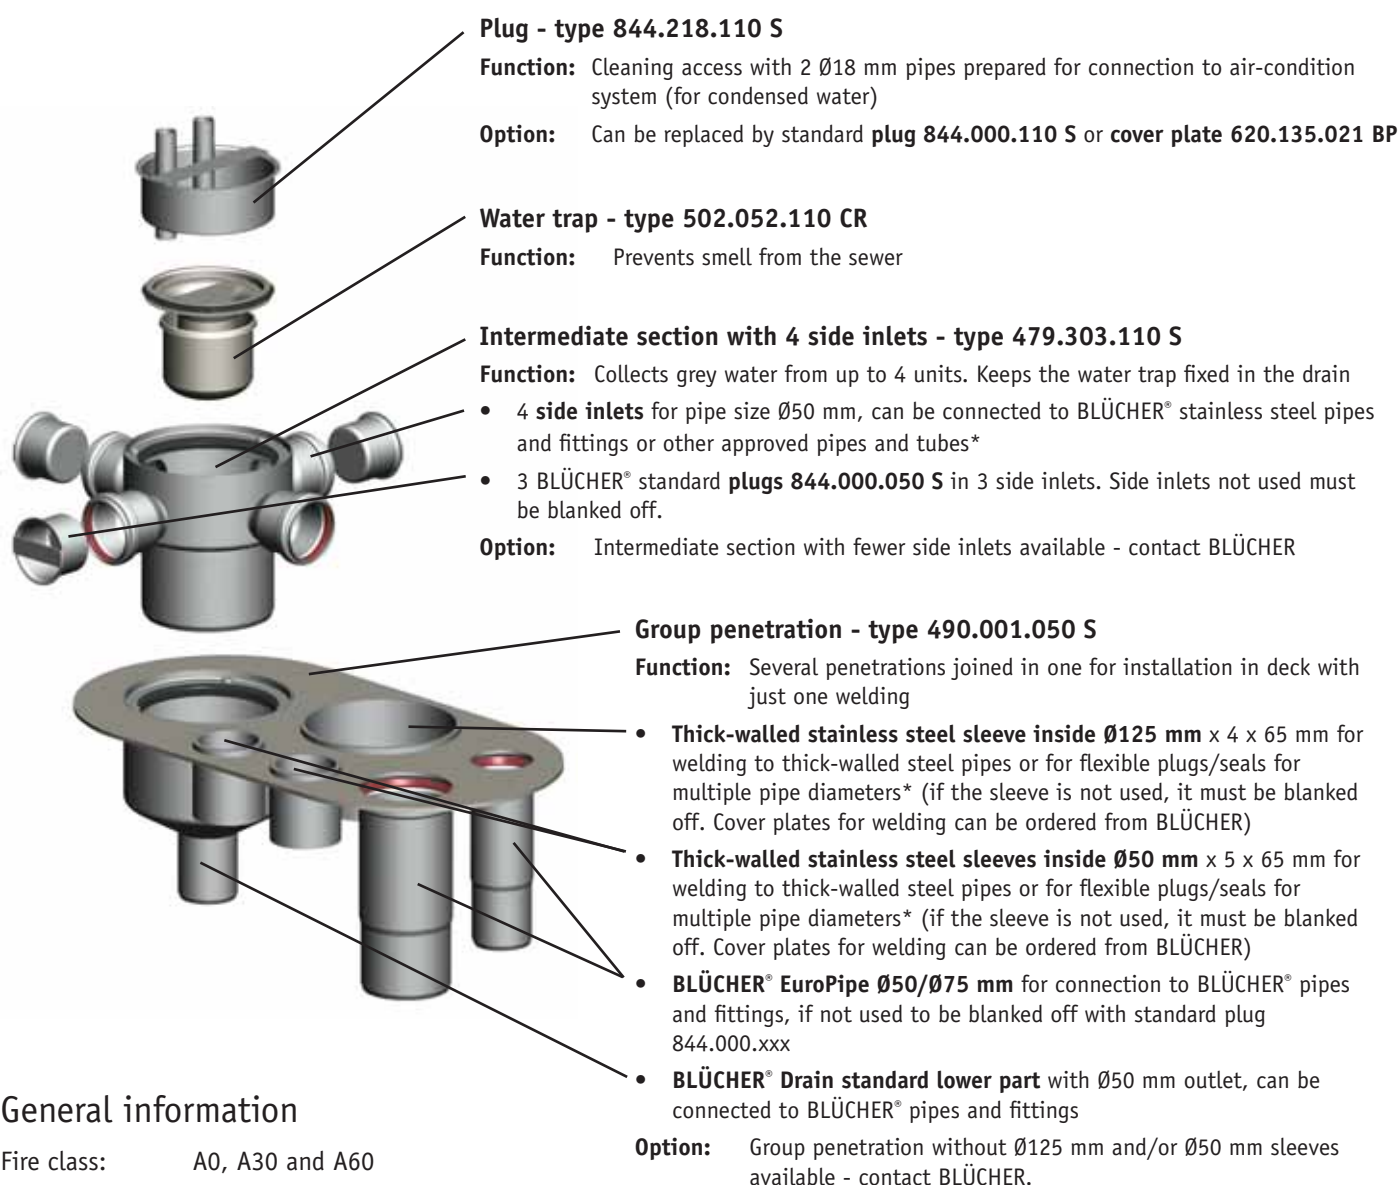 Plug - type 844.218.110 S
Function: Cleaning access with 2 Ø18 mm pipes prepared for connection to air-condition
system (for condensed water)
Option: Can be replaced by standard plug 844.000.110 S or cover plate 620.135.021 BP
Water trap - type 502.052.110 CR
Function: Prevents smell from the sewer
Intermediate section with 4 side inlets - type 479.303.110 S
Function: Collects grey water from up to 4 units. Keeps the water trap fixed in the drain
• 4 side inlets for pipe size Ø50 mm, can be connected to BLÜCHER® stainless steel pipes
and fittings or other approved pipes and tubes*
• 3 BLÜCHER® standard plugs 844.000.050 S in 3 side inlets. Side inlets not used must
be blanked off.
Option: Intermediate section with fewer side inlets available - contact BLÜCHER
Group penetration - type 490.001.050 S
Function: Several penetrations joined in one for installation in deck with
just one welding
• Thick-walled stainless steel sleeve inside Ø125 mm x 4 x 65 mm for
welding to thick-walled steel pipes or for flexible plugs/seals for
multiple pipe diameters* (if the sleeve is not used, it must be blanked
off. Cover plates for welding can be ordered from BLÜCHER)
• Thick-walled stainless steel sleeves inside Ø50 mm x 5 x 65 mm for
welding to thick-walled steel pipes or for flexible plugs/seals for
multiple pipe diameters* (if the sleeve is not used, it must be blanked
off. Cover plates for welding can be ordered from BLÜCHER)
• BLÜCHER® EuroPipe Ø50/Ø75 mm for connection to BLÜCHER® pipes
and fittings, if not used to be blanked off with standard plug
844.000.xxx
• BLÜCHER® Drain standard lower part with Ø50 mm outlet, can be
connected to BLÜCHER® pipes and fittings
Option: Group penetration without Ø125 mm and/or Ø50 mm sleeves
available - contact BLÜCHER.
General information
Fire class: A0, A30 and A60